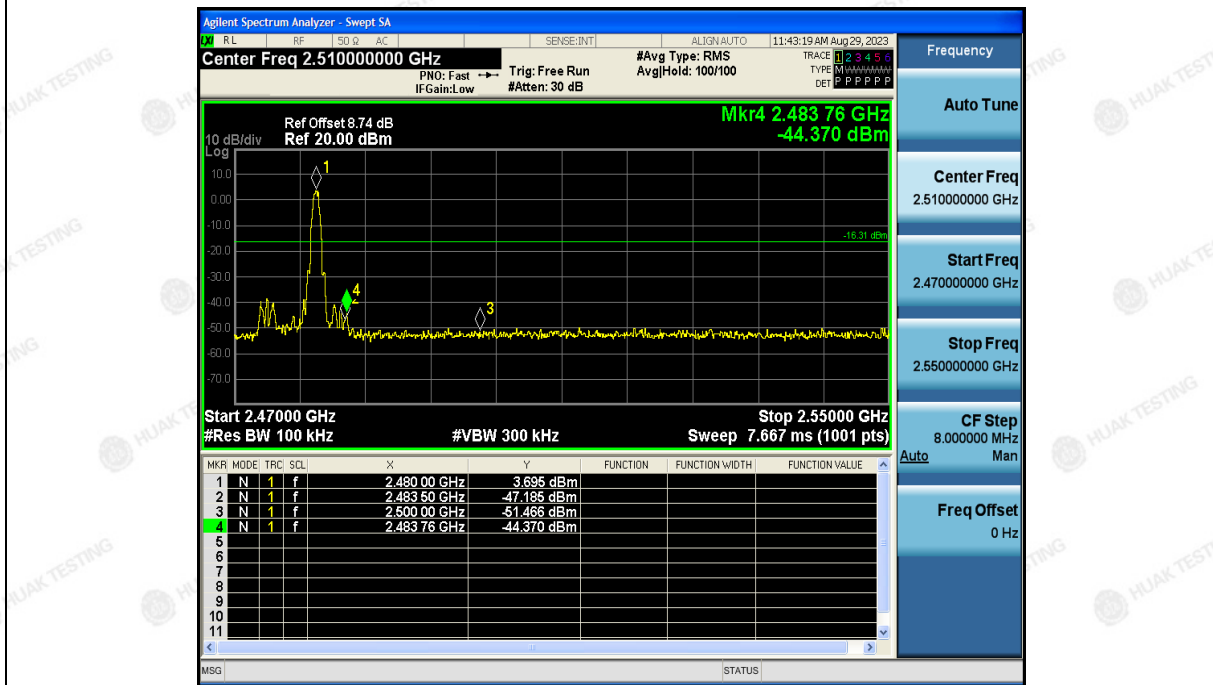 Agilent Spectrum Analyzer - Swept SA
RL RF 50 Ω AC SENSE:INT ALIGN AUTO 11:43:19 AM Aug 29, 2023
Center Freq 2.510000000 GHz
PNO: Fast
IFGain:Low
Trig: Free Run
#Atten: 30 dB
#Avg Type: RMS
Avg|Hold: 100/100
TRACE 1 2 3 4 5 6
TYPE M WWWWW
DET P P P P P P
Mkr4 2.483 76 GHz
-44.370 dBm
Ref Offset 8.74 dB
10 dB/div Ref 20.00 dBm
Log
10.0
0.00
-10.0
-20.0
-30.0
-40.0
-50.0
-60.0
-70.0
1
4
2
3
-16.31 dBm
Start 2.47000 GHz Stop 2.55000 GHz
#Res BW 100 kHz #VBW 300 kHz Sweep 7.667 ms (1001 pts)
MKR MODE TRC SCL X Y FUNCTION FUNCTION WIDTH FUNCTION VALUE
1 N 1 f 2.480 00 GHz 3.695 dBm
2 N 1 f 2.483 50 GHz -47.185 dBm
3 N 1 f 2.500 00 GHz -51.466 dBm
4 N 1 f 2.483 76 GHz -44.370 dBm
5
6
7
8
9
10
11
MSG STATUS
Frequency
Auto Tune
Center Freq
2.510000000 GHz
Start Freq
2.470000000 GHz
Stop Freq
2.550000000 GHz
CF Step
8.000000 MHz
Auto Man
Freq Offset
0 Hz
HUAK TESTING
HUAK TESTING
HUAK TESTING
HUAK TESTING